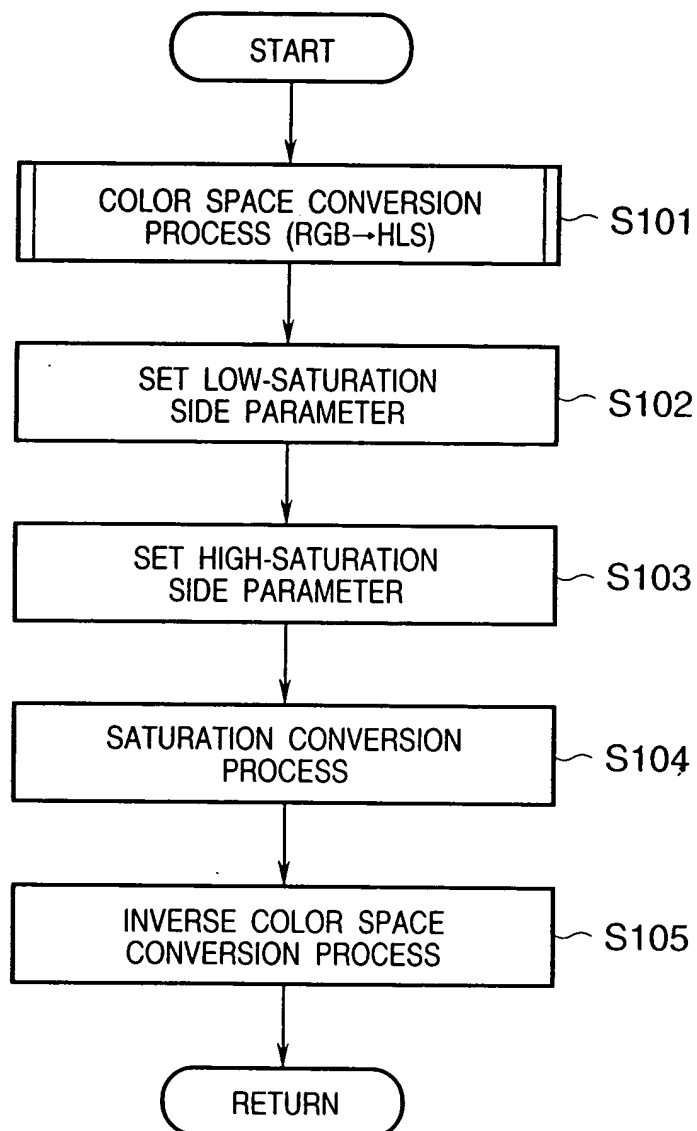 START
COLOR SPACE CONVERSION
PROCESS (RGB→HLS)
S101
SET LOW-SATURATION
SIDE PARAMETER
S102
SET HIGH-SATURATION
SIDE PARAMETER
S103
SATURATION CONVERSION
PROCESS
S104
INVERSE COLOR SPACE
CONVERSION PROCESS
S105
RETURN